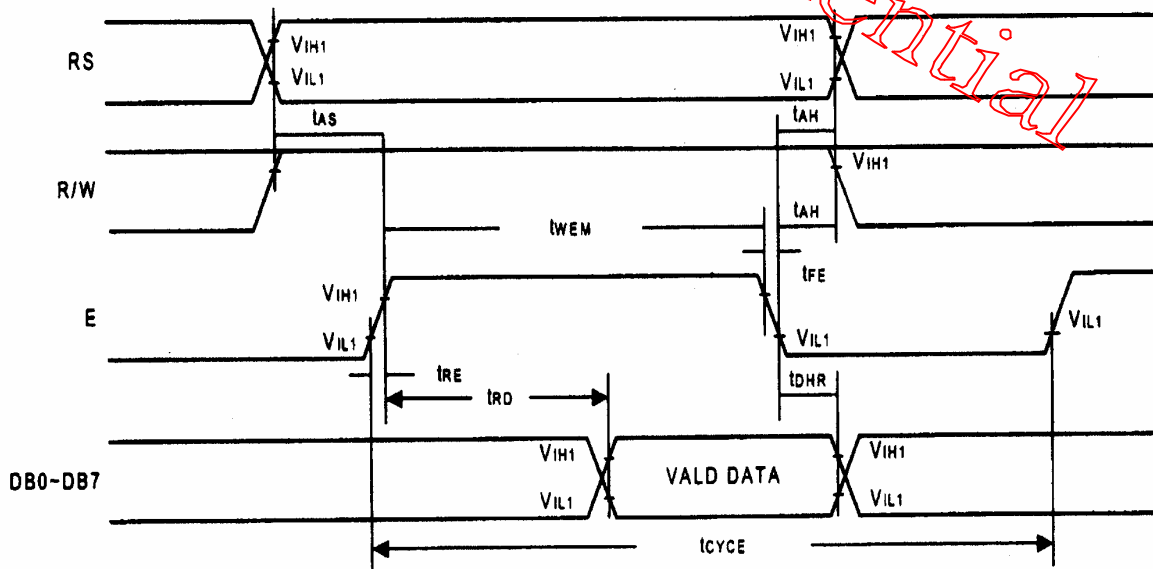 ential
RS
VIH1
VIL1
VIH1
VIL1
tAS
tAH
R/W
VIH1
tWEM
tAH
tFE
E
VIH1
VIL1
VIL1
VIL1
tRE
tRD
tDHR
DB0~DB7
VIH1
VIL1
VALD DATA
VIH1
VIL1
tCYCE